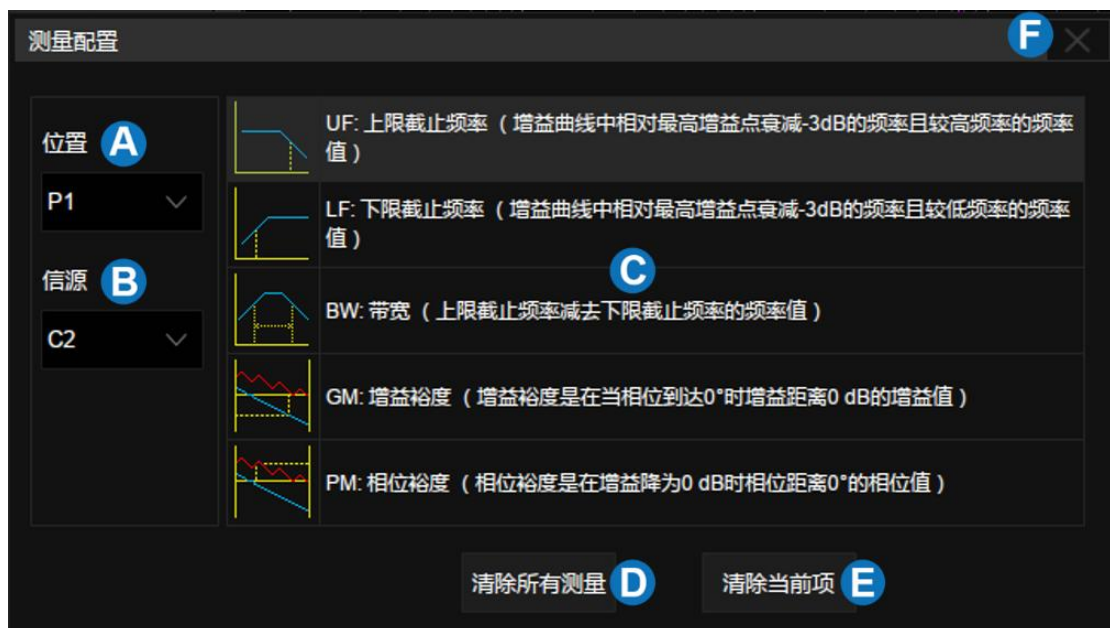 测量配置
F
位置 A
P1
信源 B
C2
UF: 上限截止频率（增益曲线中相对最高增益点衰减-3dB的频率且较高频率的频率
值）
LF: 下限截止频率（增益曲线中相对最高增益点衰减-3dB的频率且较低频率的频率
值）
C
BW: 带宽（上限截止频率减去下限截止频率的频率值）
GM: 增益裕度（增益裕度是在当相位到达0°时增益距离0 dB的增益值）
PM: 相位裕度（相位裕度是在增益降为0 dB时相位距离0°的相位值）
清除所有测量 D
清除当前项 E